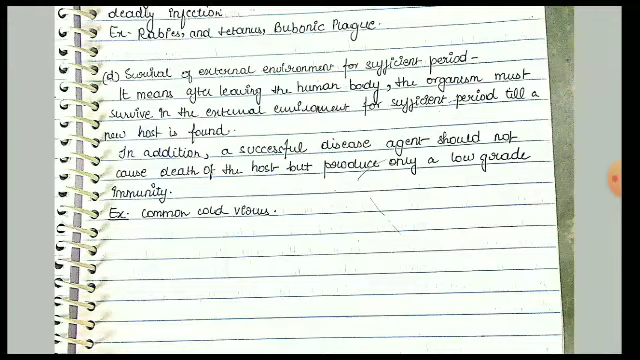 deadly infection.
Ex- Rabies, and tetanus, Bubonic Plague.
(d) Survival of external environment for sufficient period-
It means after leaving the human body, the organism must
survive in the external environment for sufficient period till a
new host is found.
In addition, a successful disease agent should not
cause death of the host but produce only a low grade
immunity.
Ex- common cold virus.